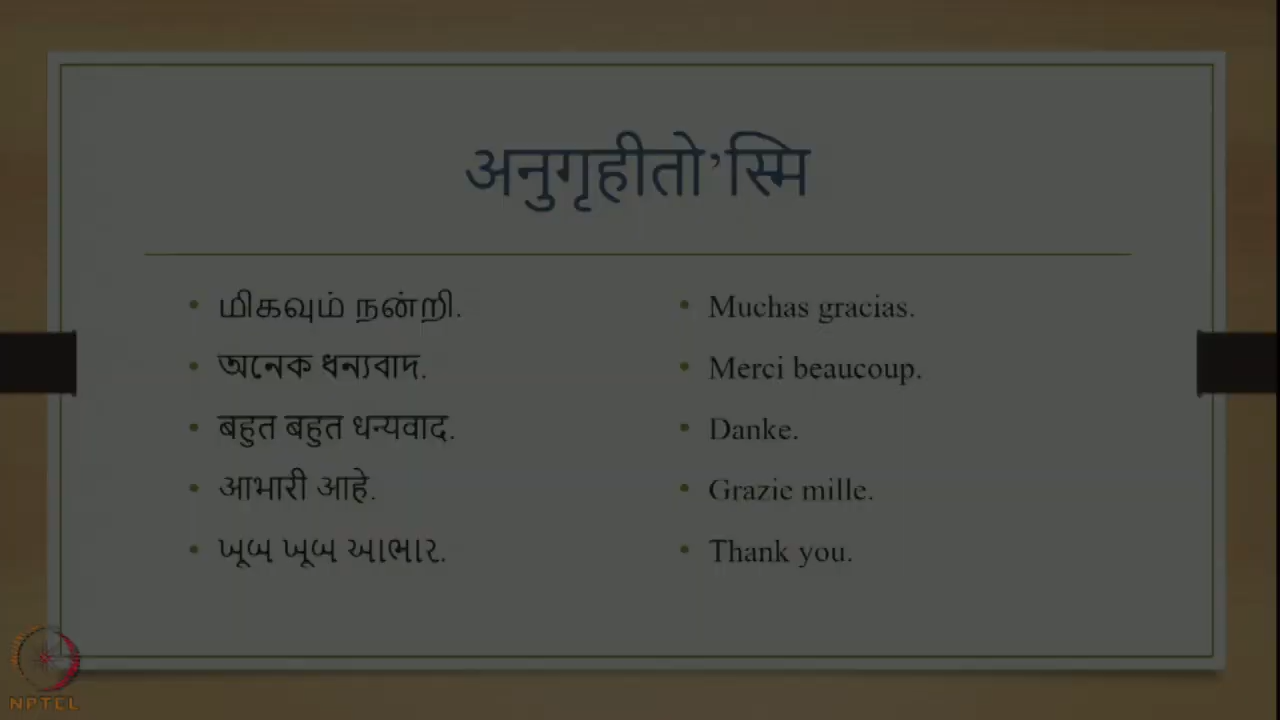 अनुगृहीतो’स्मि
மிகவும் நன்றி.
অনেক ধন্যবাদ.
बहुत बहुत धन्यवाद.
आभारी आहे.
ખૂબ ખૂબ આભાર.
Muchas gracias.
Merci beaucoup.
Danke.
Grazie mille.
Thank you.
NPTEL